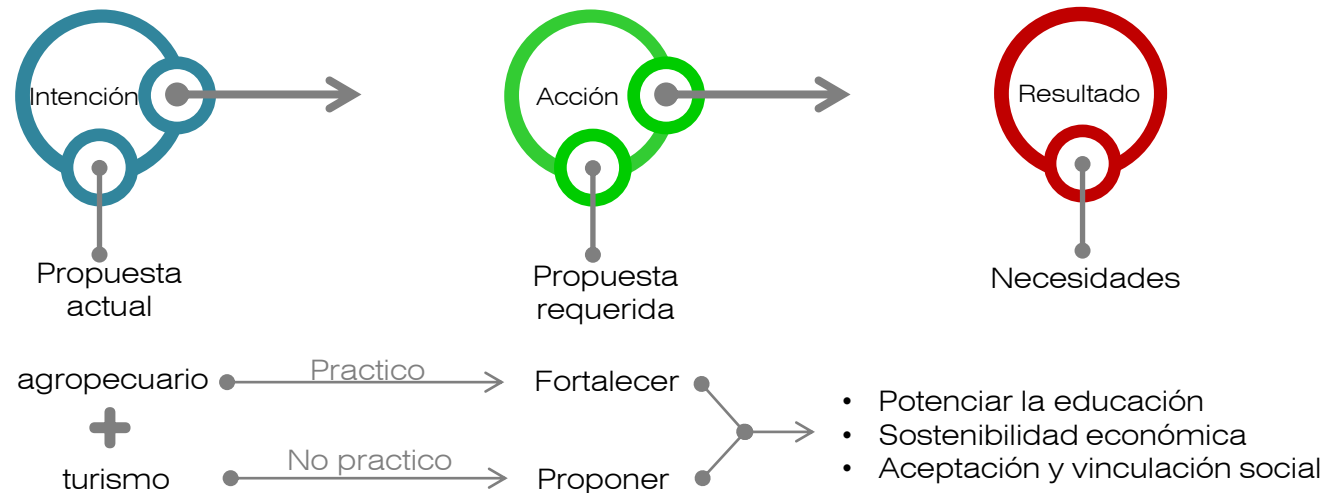 Intención
Acción
Resultado
Propuesta
actual
Propuesta
requerida
Necesidades
agropecuario
Practico
Fortalecer
turismo
No practico
Proponer
• Potenciar la educación
• Sostenibilidad económica
• Aceptación y vinculación social